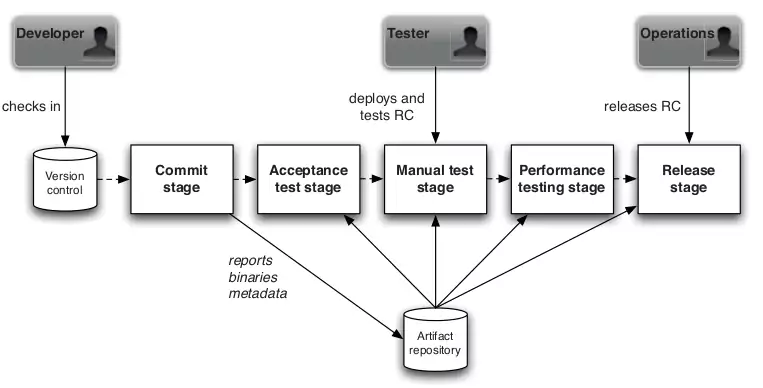 Developer
Tester
Operations
checks in
deploys and
tests RC
releases RC
Version
control
Commit
stage
Acceptance
test stage
Manual test
stage
Performance
testing stage
Release
stage
reports
binaries
metadata
Artifact
repository